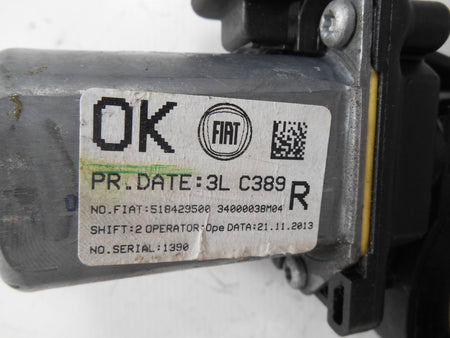 OK FIAT
PR.DATE:3L C389 R
NO.FIAT:518429500 34000038M04
SHIFT:2 OPERATOR:Ope DATA:21.11.2013
NO.SERIAL:1390